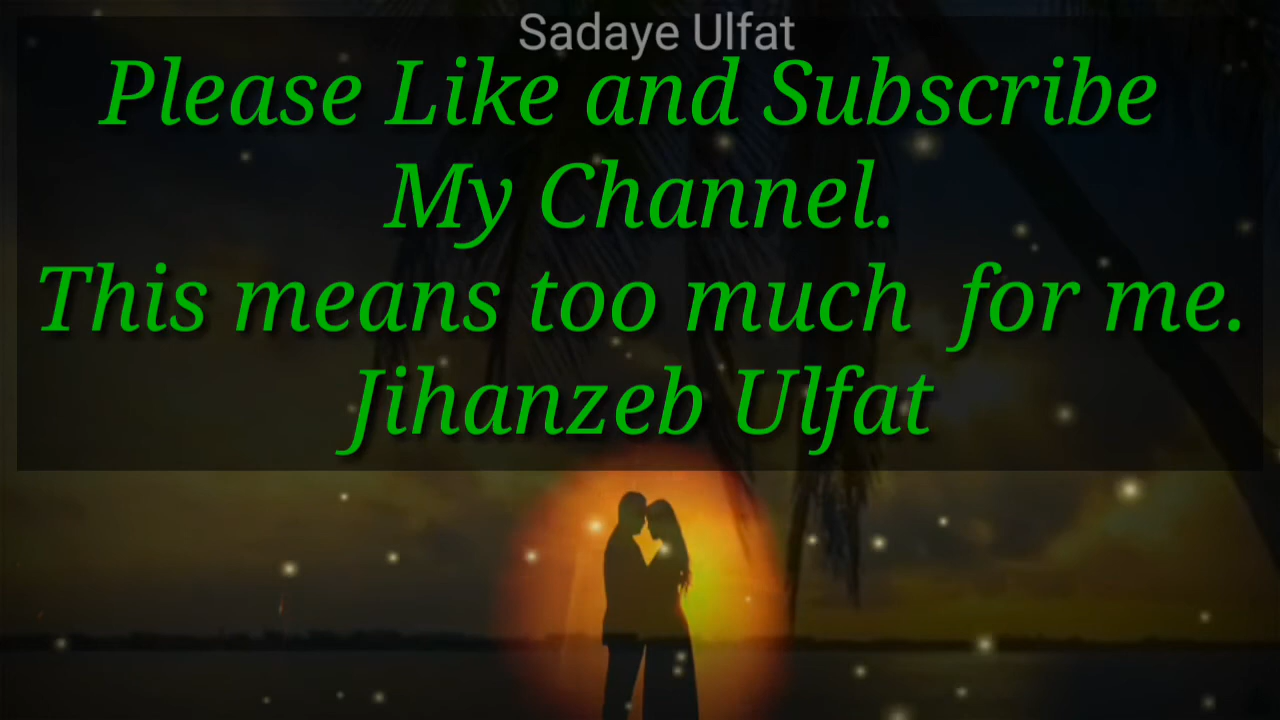 Sadaye Ulfat
Please Like and Subscribe
My Channel.
This means too much  for me.
Jihanzeb Ulfat